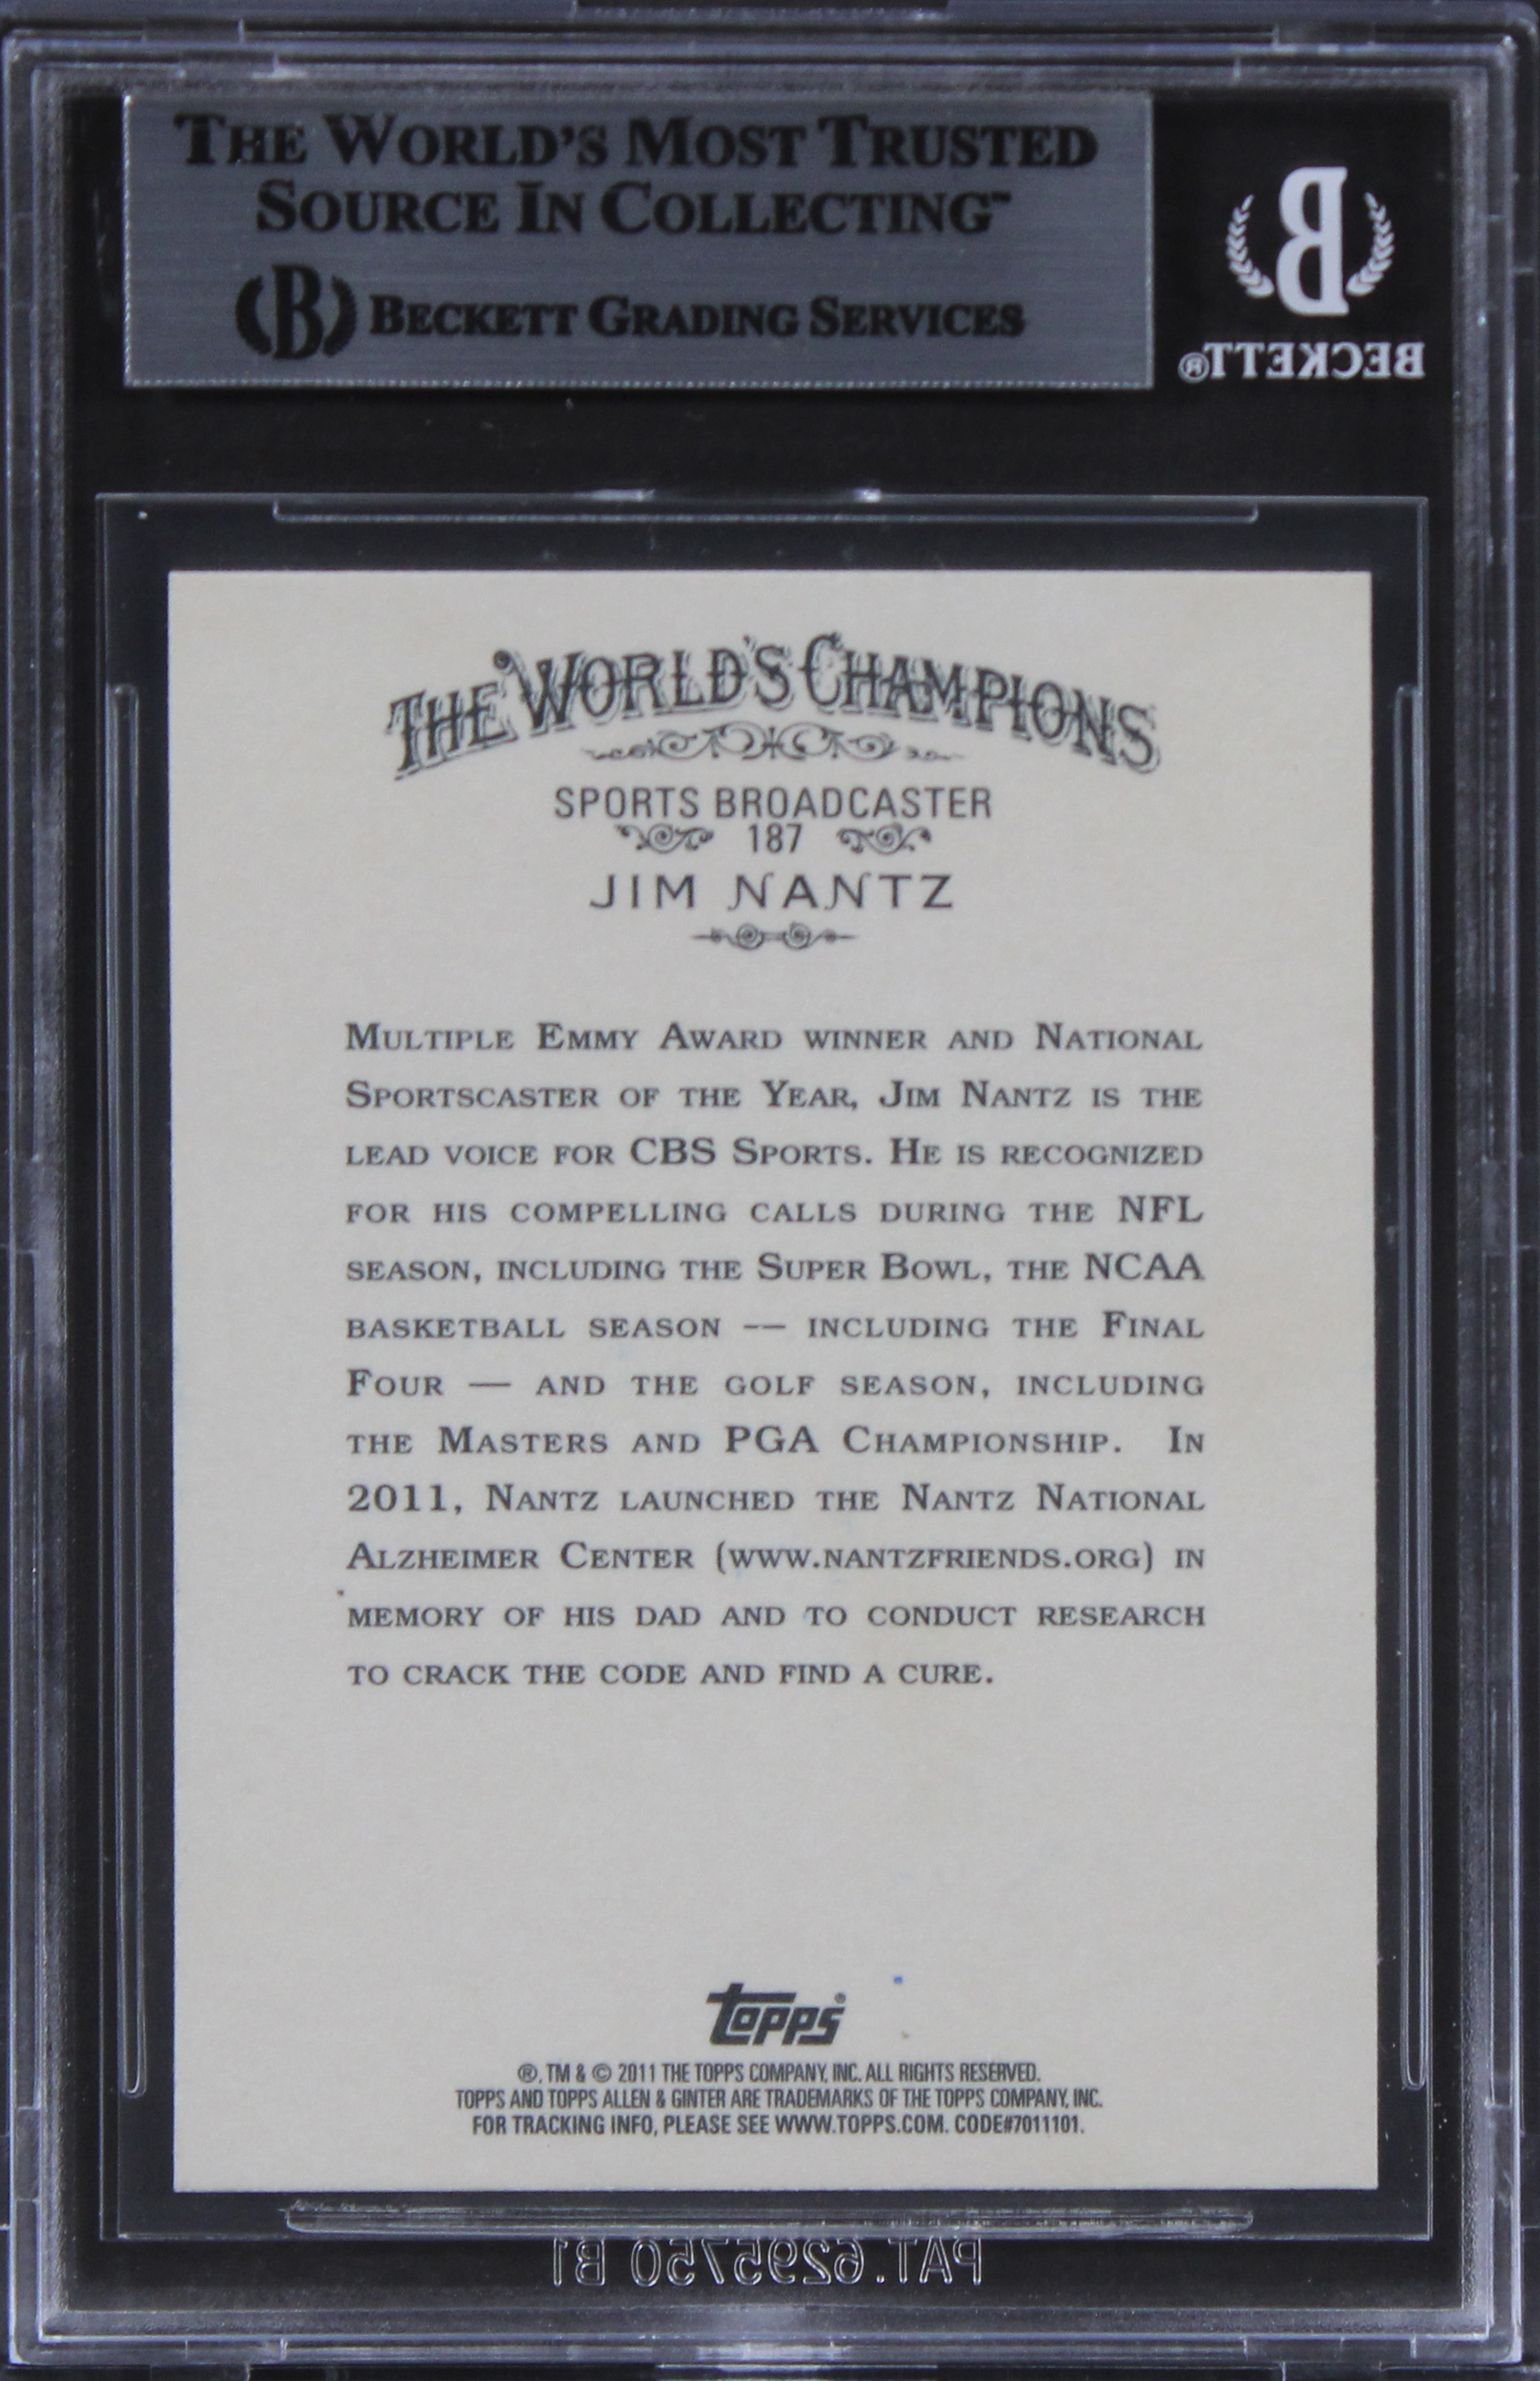 THE WORLD'S MOST TRUSTED
SOURCE IN COLLECTING™
B BECKETT GRADING SERVICES
B
BECKETT®
THE WORLD'S CHAMPIONS
SPORTS BROADCASTER
187
JIM NANTZ
MULTIPLE EMMY AWARD WINNER AND NATIONAL
SPORTSCASTER OF THE YEAR, JIM NANTZ IS THE
LEAD VOICE FOR CBS SPORTS. HE IS RECOGNIZED
FOR HIS COMPELLING CALLS DURING THE NFL
SEASON, INCLUDING THE SUPER BOWL, THE NCAA
BASKETBALL SEASON –– INCLUDING THE FINAL
FOUR — AND THE GOLF SEASON, INCLUDING
THE MASTERS AND PGA CHAMPIONSHIP. IN
2011, NANTZ LAUNCHED THE NANTZ NATIONAL
ALZHEIMER CENTER (WWW.NANTZFRIENDS.ORG) IN
MEMORY OF HIS DAD AND TO CONDUCT RESEARCH
TO CRACK THE CODE AND FIND A CURE.
topps®
®, TM & © 2011 THE TOPPS COMPANY, INC. ALL RIGHTS RESERVED.
TOPPS AND TOPPS ALLEN & GINTER ARE TRADEMARKS OF THE TOPPS COMPANY, INC.
FOR TRACKING INFO, PLEASE SEE WWW.TOPPS.COM. CODE#7011101.
PAT.6295750 B1